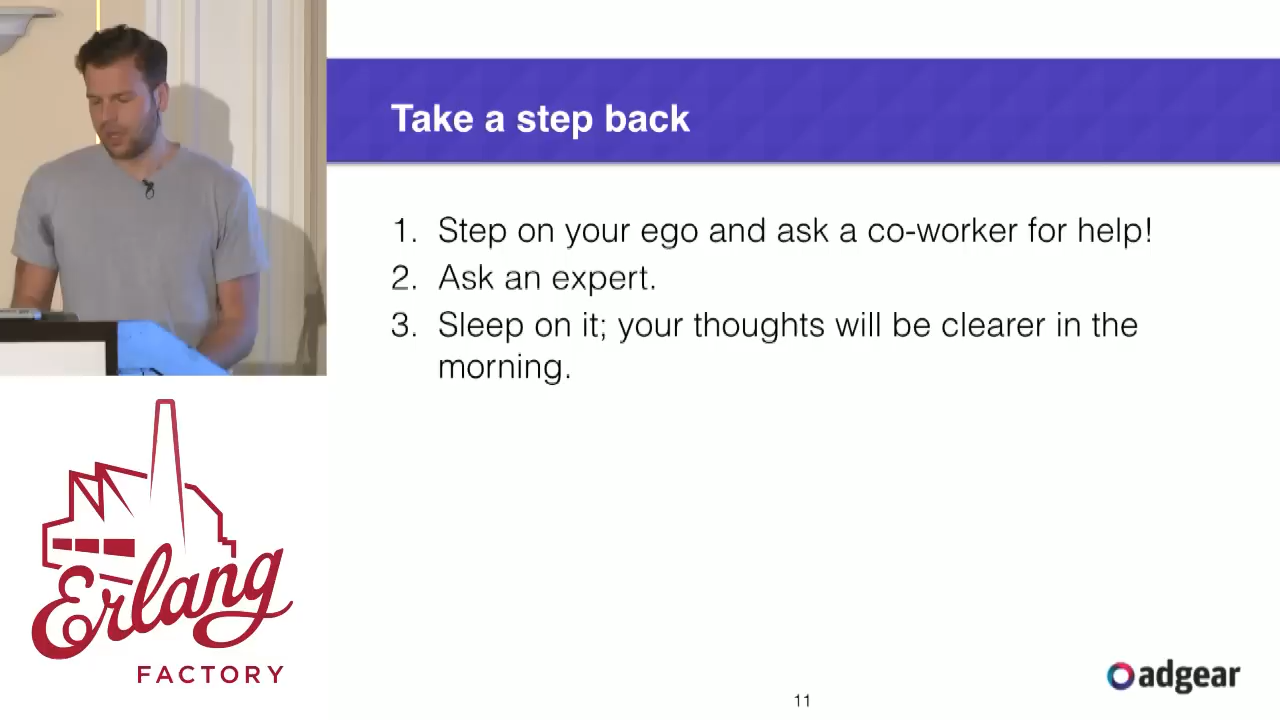 Take a step back
1. Step on your ego and ask a co-worker for help!
2. Ask an expert.
3. Sleep on it; your thoughts will be clearer in the
morning.
Erlang
FACTORY
adgear
11